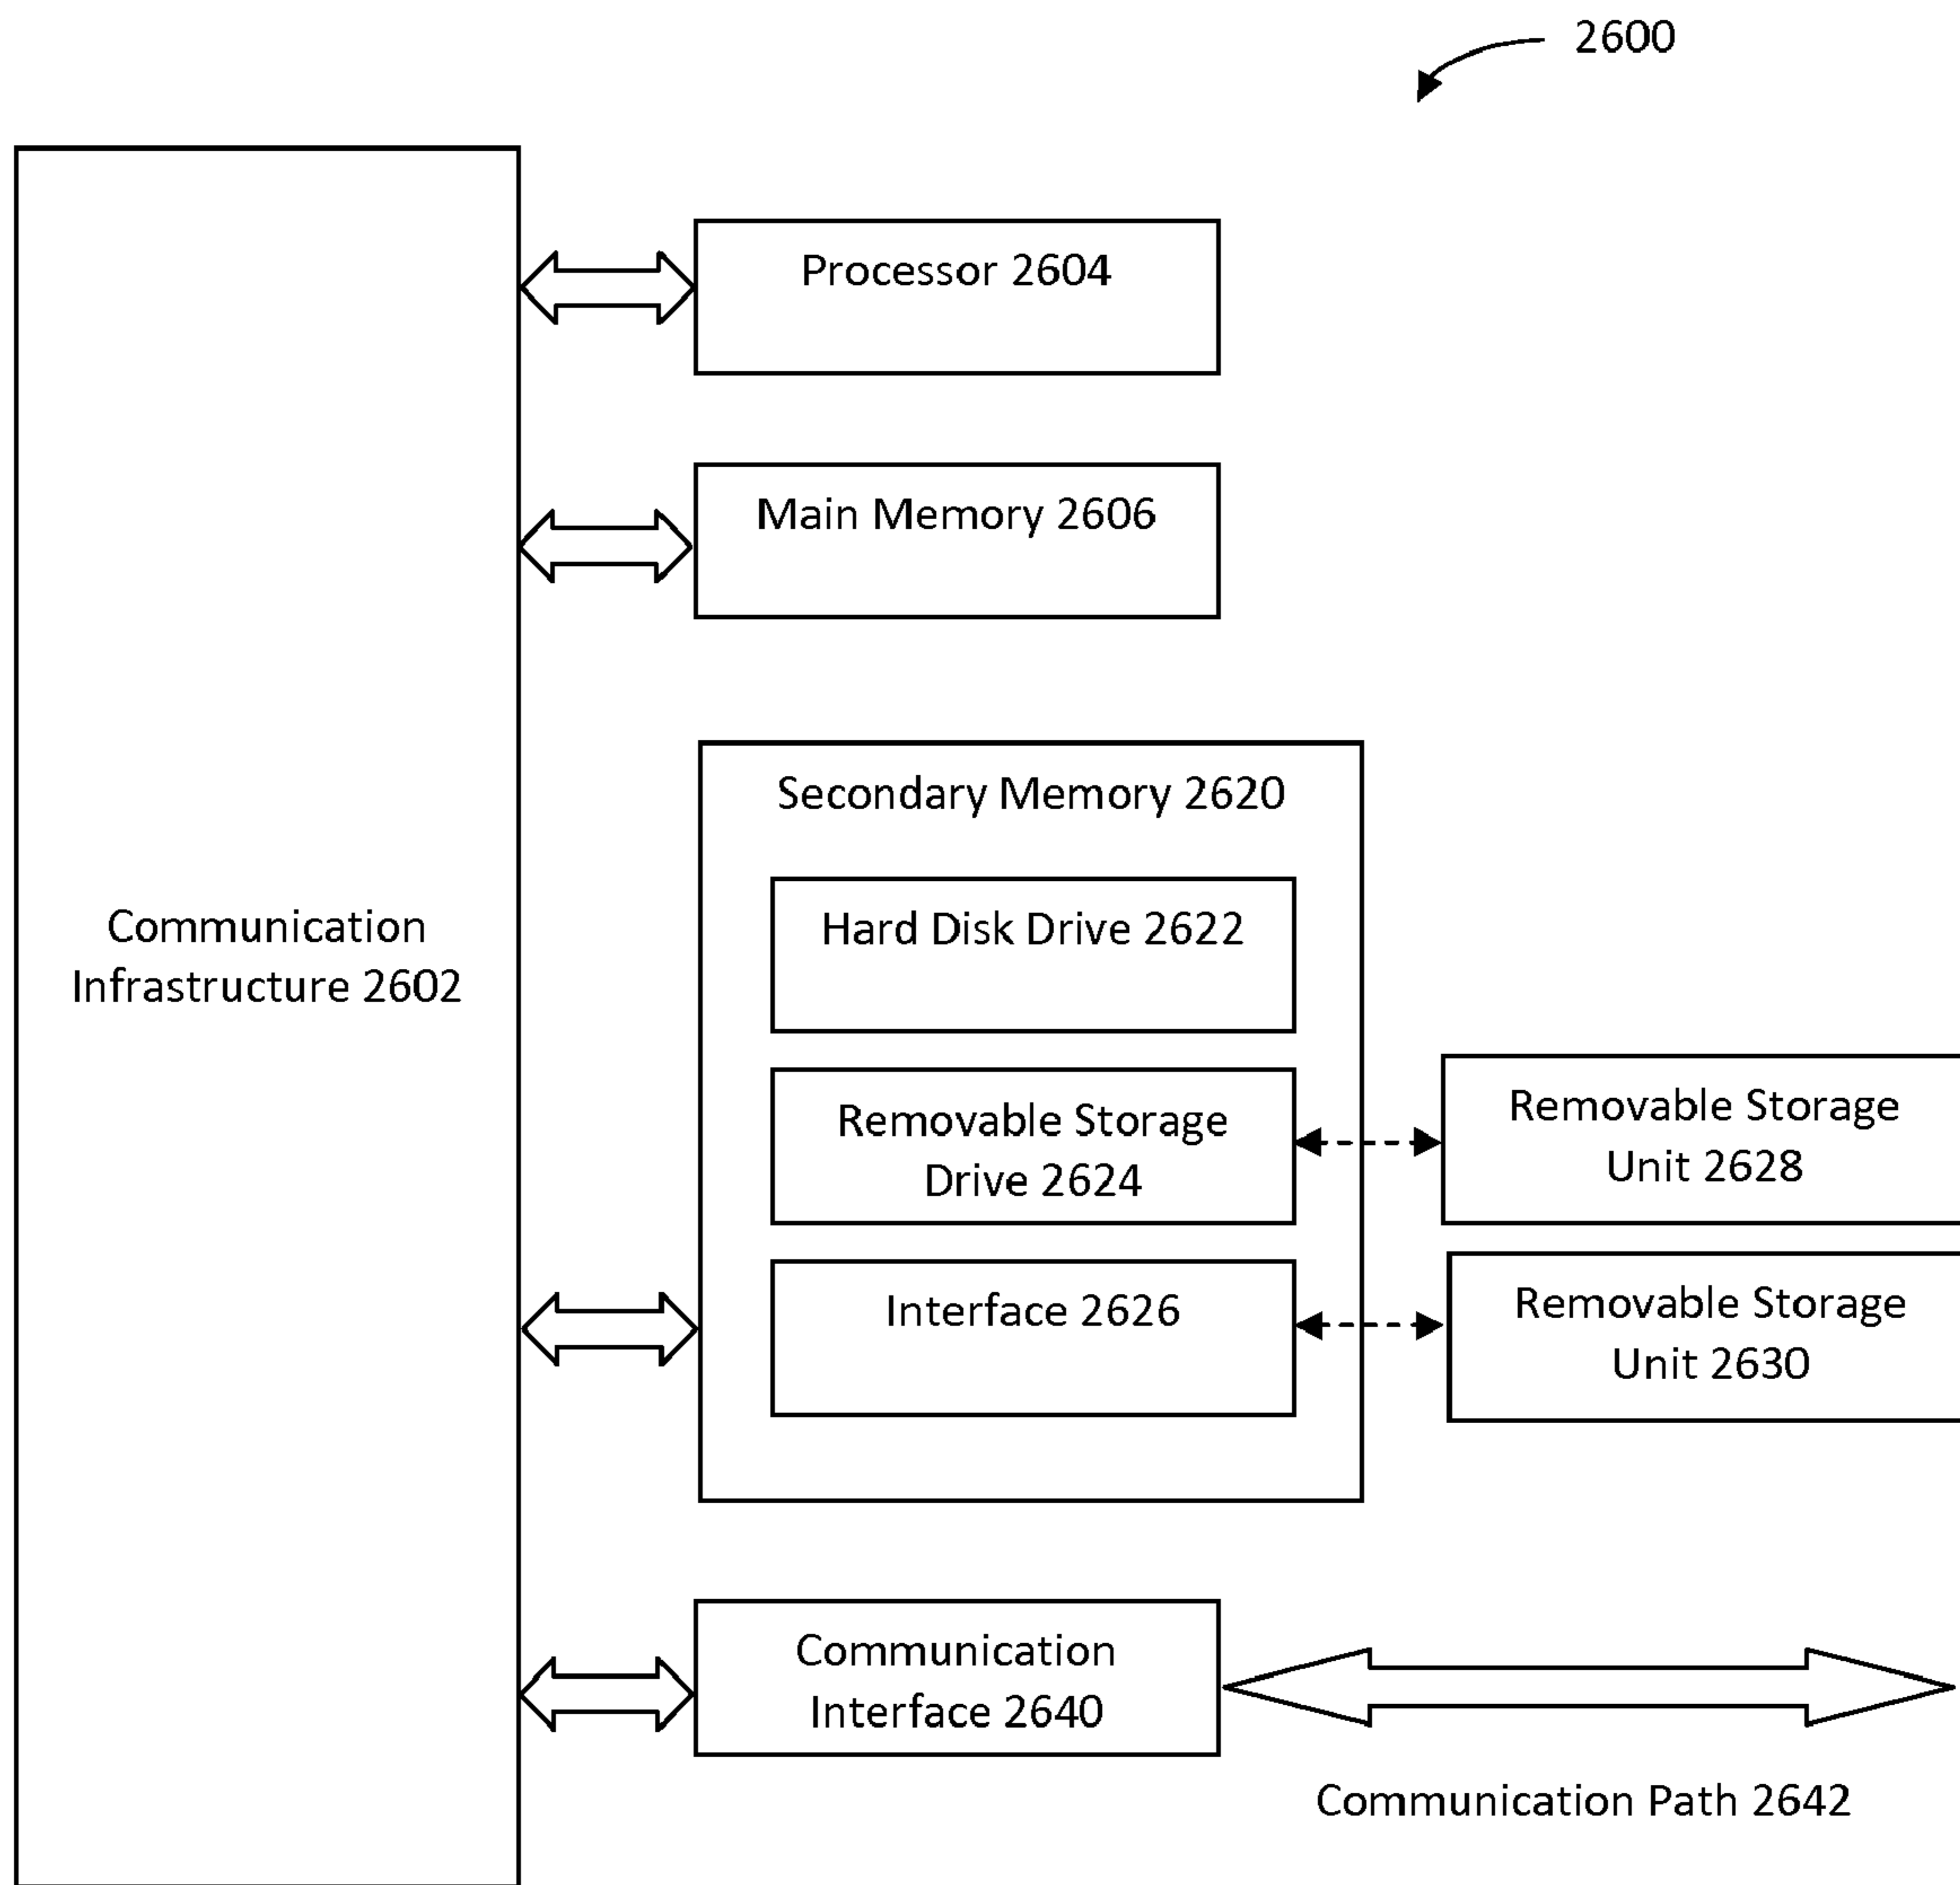 2600
Processor 2604
Main Memory 2606
Secondary Memory 2620
Communication
Infrastructure 2602
Hard Disk Drive 2622
Removable Storage
Drive 2624
Removable Storage
Unit 2628
Interface 2626
Removable Storage
Unit 2630
Communication
Interface 2640
Communication Path 2642